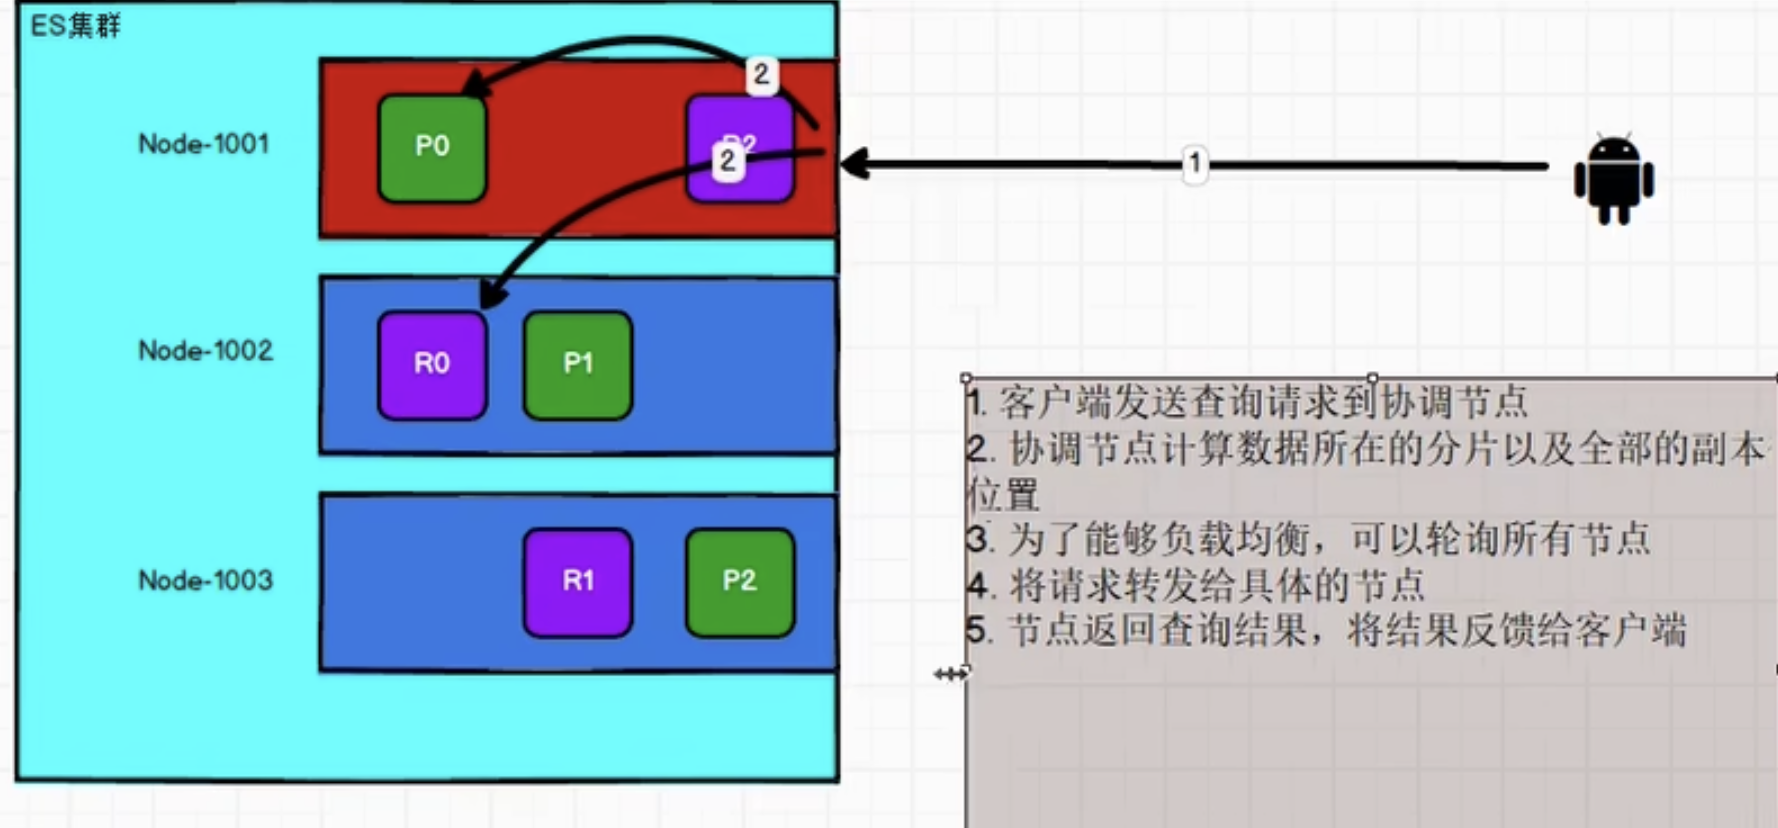 ES集群
2
Node-1001
P0
2
1
Node-1002
R0
P1
Node-1003
R1
P2
1. 客户端发送查询请求到协调节点
2. 协调节点计算数据所在的分片以及全部的副本
位置
3. 为了能够负载均衡，可以轮询所有节点
4. 将请求转发给具体的节点
5. 节点返回查询结果，将结果反馈给客户端